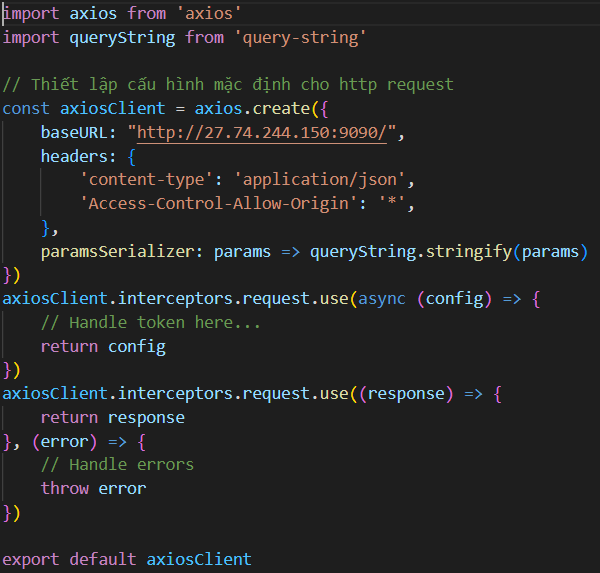 import axios from 'axios'
import queryString from 'query-string'

// Thiết lập cấu hình mặc định cho http request
const axiosClient = axios.create({
    baseURL: "http://27.74.244.150:9090/",
    headers: {
        'content-type': 'application/json',
        'Access-Control-Allow-Origin': '*',
    },
    paramsSerializer: params => queryString.stringify(params)
})
axiosClient.interceptors.request.use(async (config) => {
    // Handle token here...
    return config
})
axiosClient.interceptors.request.use((response) => {
    return response
}, (error) => {
    // Handle errors
    throw error
})

export default axiosClient